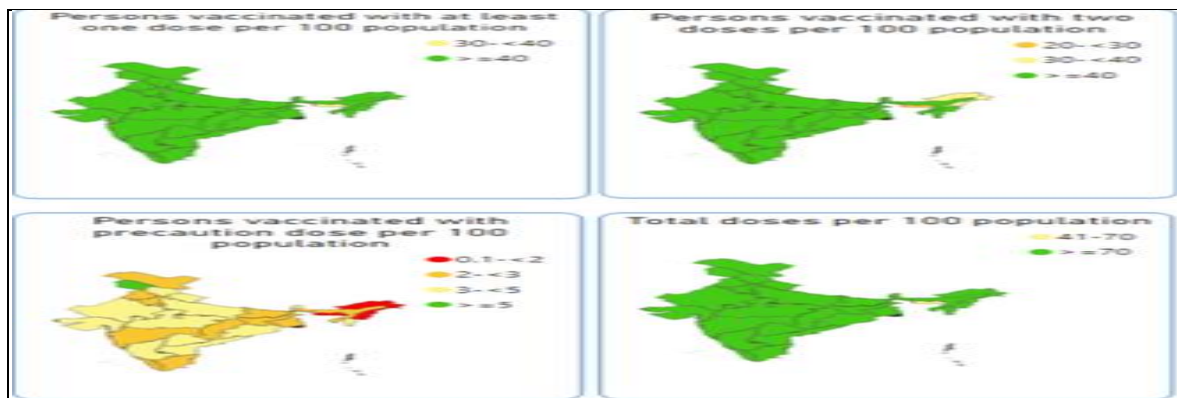 Persons vaccinated with at least
one dose per 100 population
30-<40
>=40
Persons vaccinated with two
doses per 100 population
20-<30
30-<40
>=40
Persons vaccinated with
precaution dose per 100
population
0.1-<2
2-<3
3-<5
>=5
Total doses per 100 population
41-70
>=70